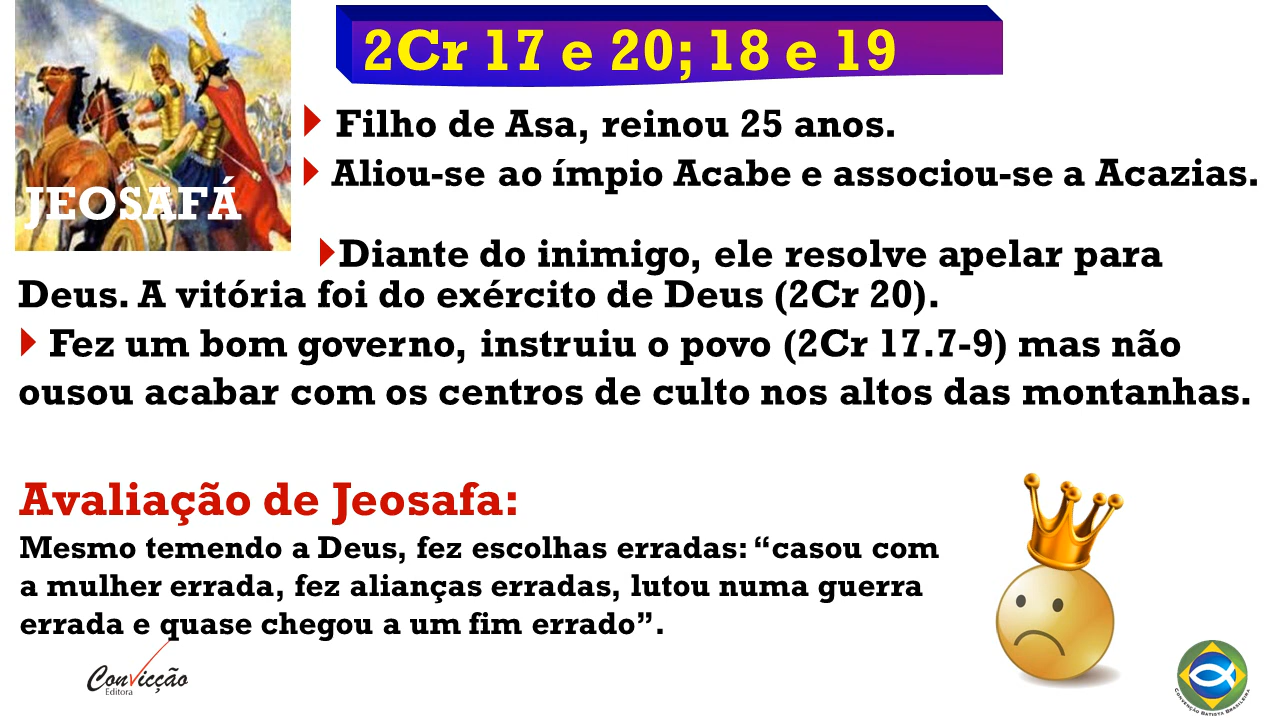 2Cr 17 e 20; 18 e 19
JEOSAFÁ
Filho de Asa, reinou 25 anos.
Aliou-se ao ímpio Acabe e associou-se a Acazias.
Diante do inimigo, ele resolve apelar para
Deus. A vitória foi do exército de Deus (2Cr 20).
Fez um bom governo, instruiu o povo (2Cr 17.7-9) mas não
ousou acabar com os centros de culto nos altos das montanhas.
Avaliação de Jeosafa:
Mesmo temendo a Deus, fez escolhas erradas: “casou com
a mulher errada, fez alianças erradas, lutou numa guerra
errada e quase chegou a um fim errado”.
Convicção
Editora
Convenção Batista Brasileira